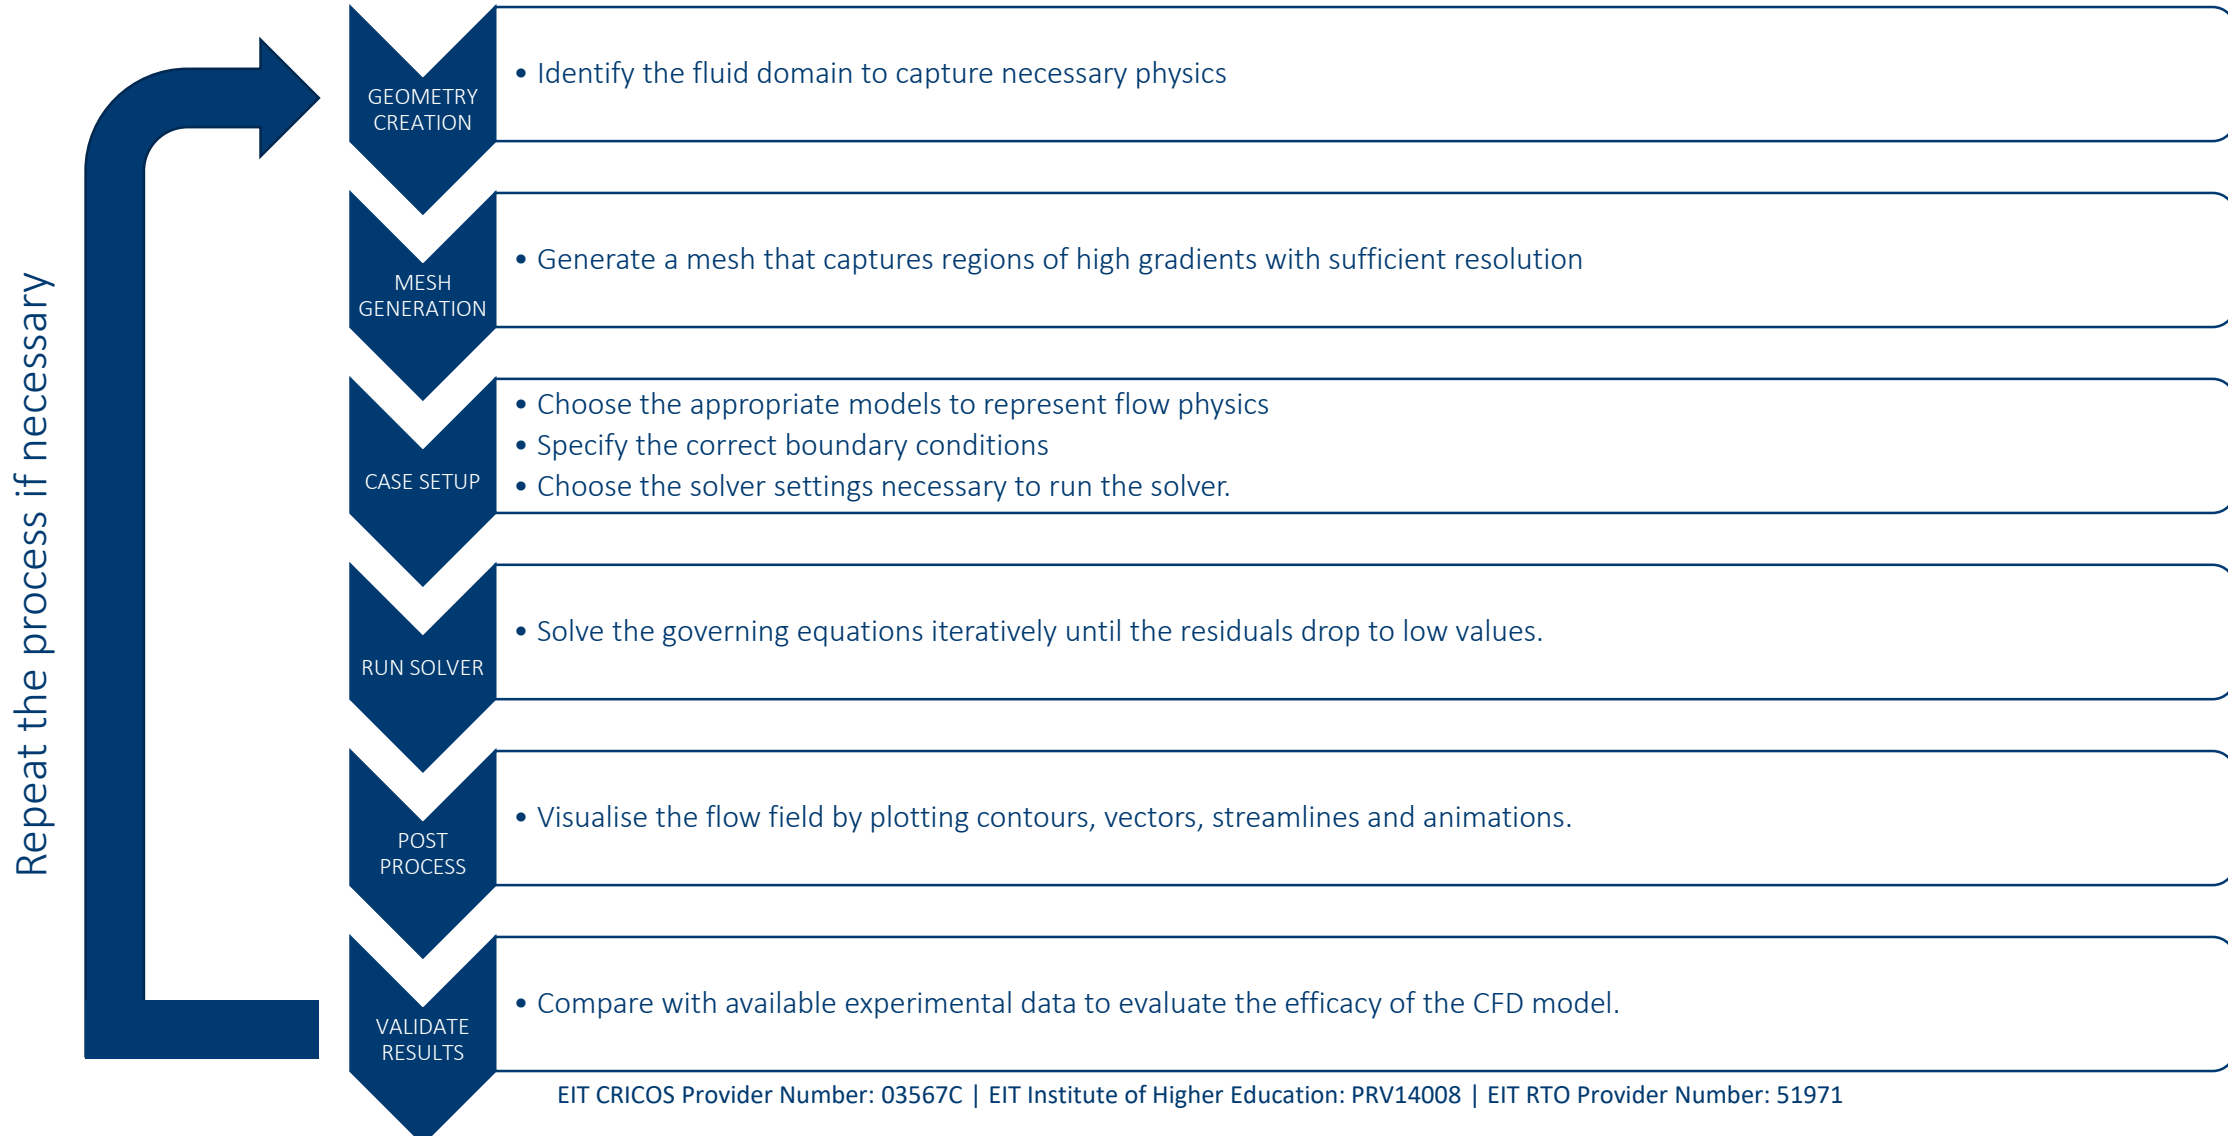 Repeat the process if necessary
GEOMETRY
CREATION
• Identify the fluid domain to capture necessary physics
MESH
GENERATION
• Generate a mesh that captures regions of high gradients with sufficient resolution
CASE SETUP
• Choose the appropriate models to represent flow physics
• Specify the correct boundary conditions
• Choose the solver settings necessary to run the solver.
RUN SOLVER
• Solve the governing equations iteratively until the residuals drop to low values.
POST
PROCESS
• Visualise the flow field by plotting contours, vectors, streamlines and animations.
VALIDATE
RESULTS
• Compare with available experimental data to evaluate the efficacy of the CFD model.
EIT CRICOS Provider Number: 03567C | EIT Institute of Higher Education: PRV14008 | EIT RTO Provider Number: 51971